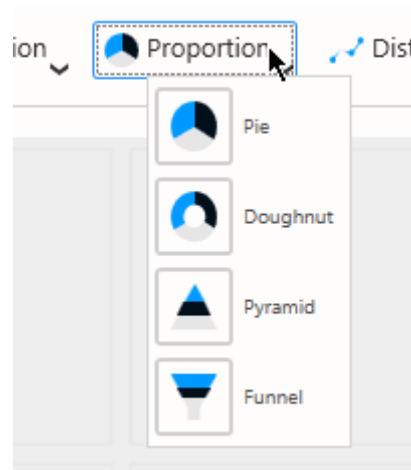 ion Proportion Dist
Pie
Doughnut
Pyramid
Funnel